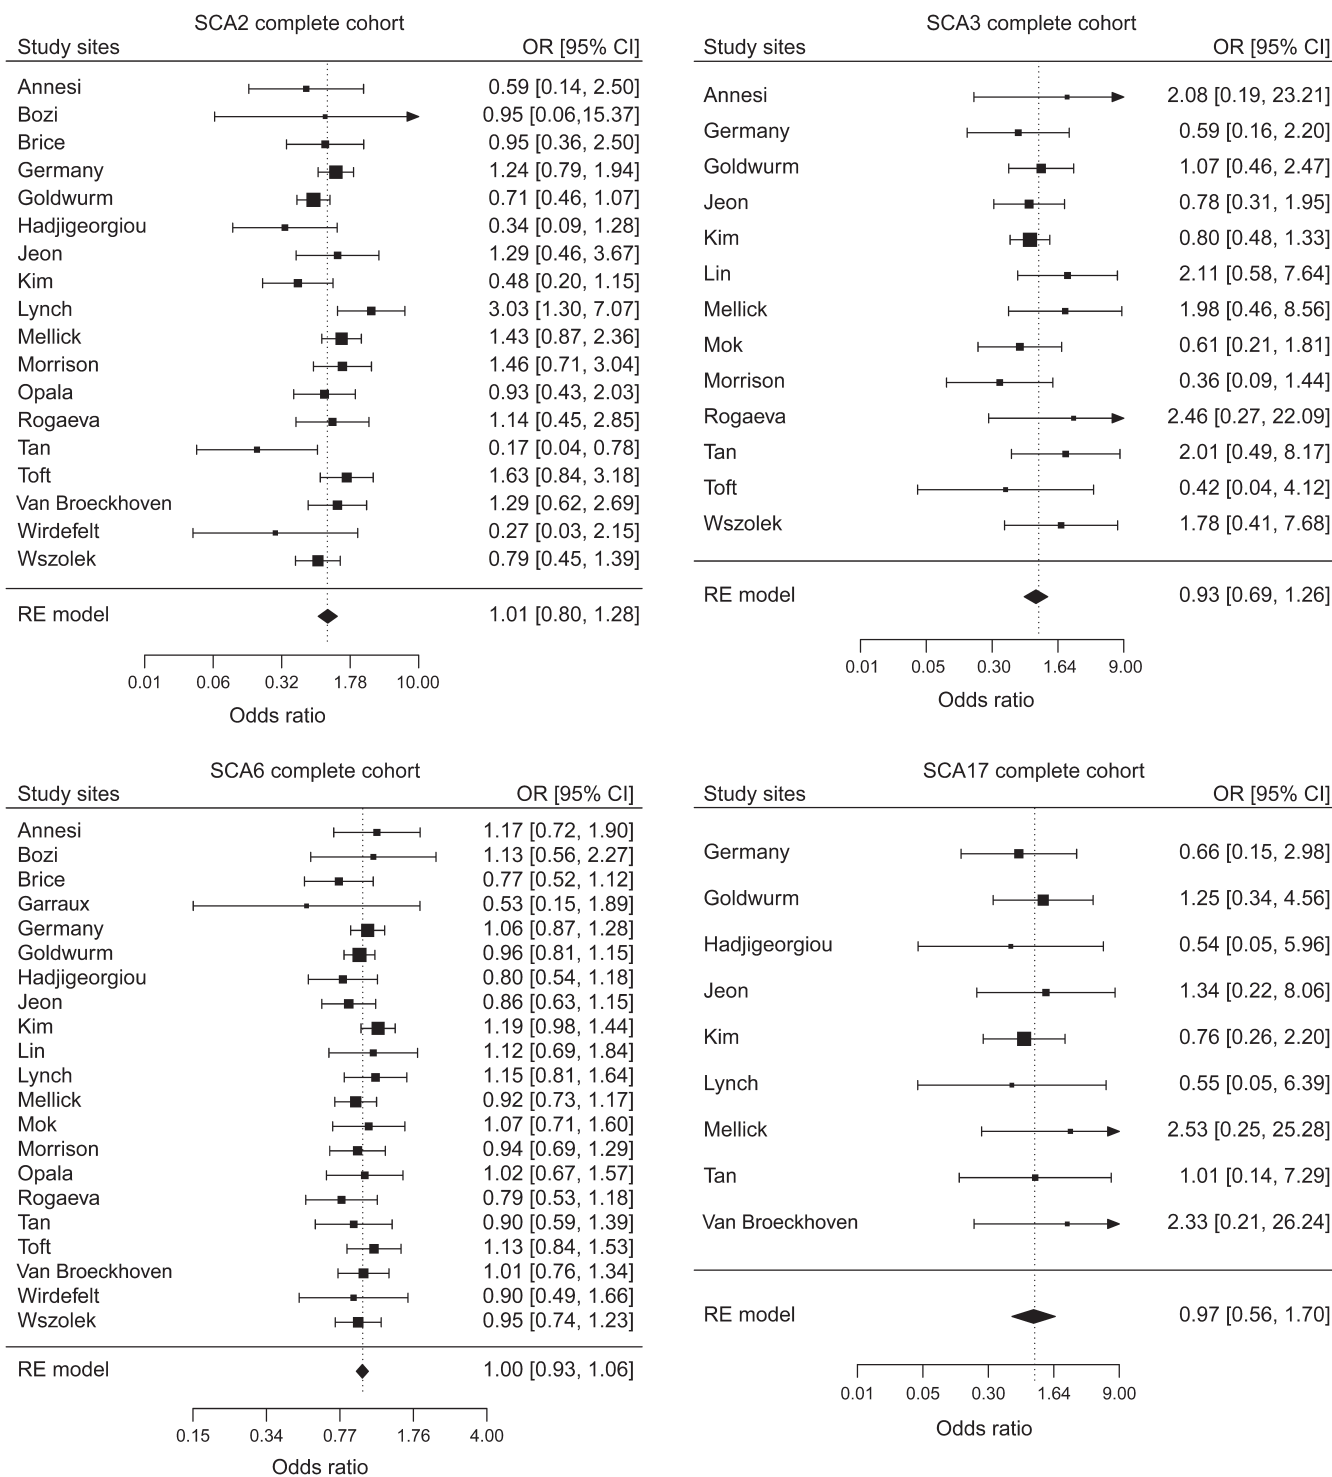 SCA2 complete cohort
Study sites OR [95% CI]
Annesi 0.59 [0.14, 2.50]
Bozi 0.95 [0.06,15.37]
Brice 0.95 [0.36, 2.50]
Germany 1.24 [0.79, 1.94]
Goldwurm 0.71 [0.46, 1.07]
Hadjigeorgiou 0.34 [0.09, 1.28]
Jeon 1.29 [0.46, 3.67]
Kim 0.48 [0.20, 1.15]
Lynch 3.03 [1.30, 7.07]
Mellick 1.43 [0.87, 2.36]
Morrison 1.46 [0.71, 3.04]
Opala 0.93 [0.43, 2.03]
Rogaeva 1.14 [0.45, 2.85]
Tan 0.17 [0.04, 0.78]
Toft 1.63 [0.84, 3.18]
Van Broeckhoven 1.29 [0.62, 2.69]
Wirdefelt 0.27 [0.03, 2.15]
Wszolek 0.79 [0.45, 1.39]
RE model 1.01 [0.80, 1.28]
0.01 0.06 0.32 1.78 10.00
Odds ratio
SCA3 complete cohort
Study sites OR [95% CI]
Annesi 2.08 [0.19, 23.21]
Germany 0.59 [0.16, 2.20]
Goldwurm 1.07 [0.46, 2.47]
Jeon 0.78 [0.31, 1.95]
Kim 0.80 [0.48, 1.33]
Lin 2.11 [0.58, 7.64]
Mellick 1.98 [0.46, 8.56]
Mok 0.61 [0.21, 1.81]
Morrison 0.36 [0.09, 1.44]
Rogaeva 2.46 [0.27, 22.09]
Tan 2.01 [0.49, 8.17]
Toft 0.42 [0.04, 4.12]
Wszolek 1.78 [0.41, 7.68]
RE model 0.93 [0.69, 1.26]
0.01 0.05 0.30 1.64 9.00
Odds ratio
SCA6 complete cohort
Study sites OR [95% CI]
Annesi 1.17 [0.72, 1.90]
Bozi 1.13 [0.56, 2.27]
Brice 0.77 [0.52, 1.12]
Garraux 0.53 [0.15, 1.89]
Germany 1.06 [0.87, 1.28]
Goldwurm 0.96 [0.81, 1.15]
Hadjigeorgiou 0.80 [0.54, 1.18]
Jeon 0.86 [0.63, 1.15]
Kim 1.19 [0.98, 1.44]
Lin 1.12 [0.69, 1.84]
Lynch 1.15 [0.81, 1.64]
Mellick 0.92 [0.73, 1.17]
Mok 1.07 [0.71, 1.60]
Morrison 0.94 [0.69, 1.29]
Opala 1.02 [0.67, 1.57]
Rogaeva 0.79 [0.53, 1.18]
Tan 0.90 [0.59, 1.39]
Toft 1.13 [0.84, 1.53]
Van Broeckhoven 1.01 [0.76, 1.34]
Wirdefelt 0.90 [0.49, 1.66]
Wszolek 0.95 [0.74, 1.23]
RE model 1.00 [0.93, 1.06]
0.15 0.34 0.77 1.76 4.00
Odds ratio
SCA17 complete cohort
Study sites OR [95% CI]
Germany 0.66 [0.15, 2.98]
Goldwurm 1.25 [0.34, 4.56]
Hadjigeorgiou 0.54 [0.05, 5.96]
Jeon 1.34 [0.22, 8.06]
Kim 0.76 [0.26, 2.20]
Lynch 0.55 [0.05, 6.39]
Mellick 2.53 [0.25, 25.28]
Tan 1.01 [0.14, 7.29]
Van Broeckhoven 2.33 [0.21, 26.24]
RE model 0.97 [0.56, 1.70]
0.01 0.05 0.30 1.64 9.00
Odds ratio